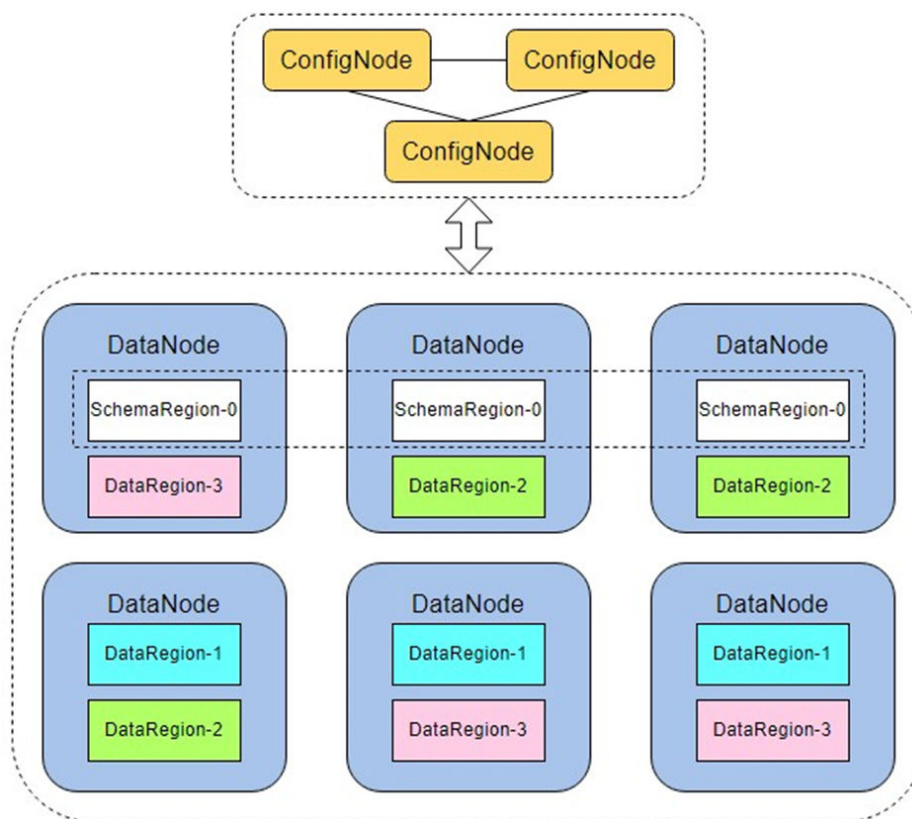 ConfigNode
ConfigNode
ConfigNode
DataNode
DataNode
DataNode
SchemaRegion-0
SchemaRegion-0
SchemaRegion-0
DataRegion-3
DataRegion-2
DataRegion-2
DataNode
DataNode
DataNode
DataRegion-1
DataRegion-1
DataRegion-1
DataRegion-2
DataRegion-3
DataRegion-3